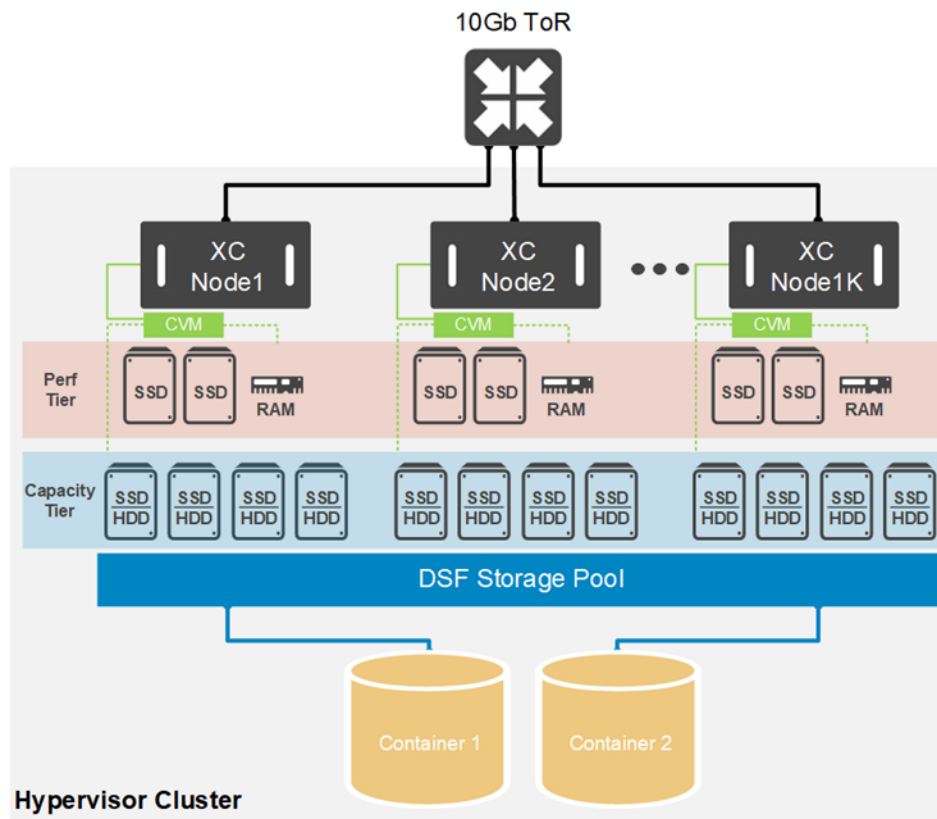 10Gb ToR
XC
Node1
XC
Node2
XC
Node1K
CVM
CVM
CVM
Perf
Tier
SSD
SSD
RAM
SSD
SSD
RAM
SSD
SSD
RAM
Capacity
Tier
SSD
HDD
SSD
HDD
SSD
HDD
SSD
HDD
SSD
HDD
SSD
HDD
SSD
HDD
SSD
HDD
SSD
HDD
SSD
HDD
SSD
HDD
SSD
HDD
DSF Storage Pool
Container 1
Container 2
Hypervisor Cluster